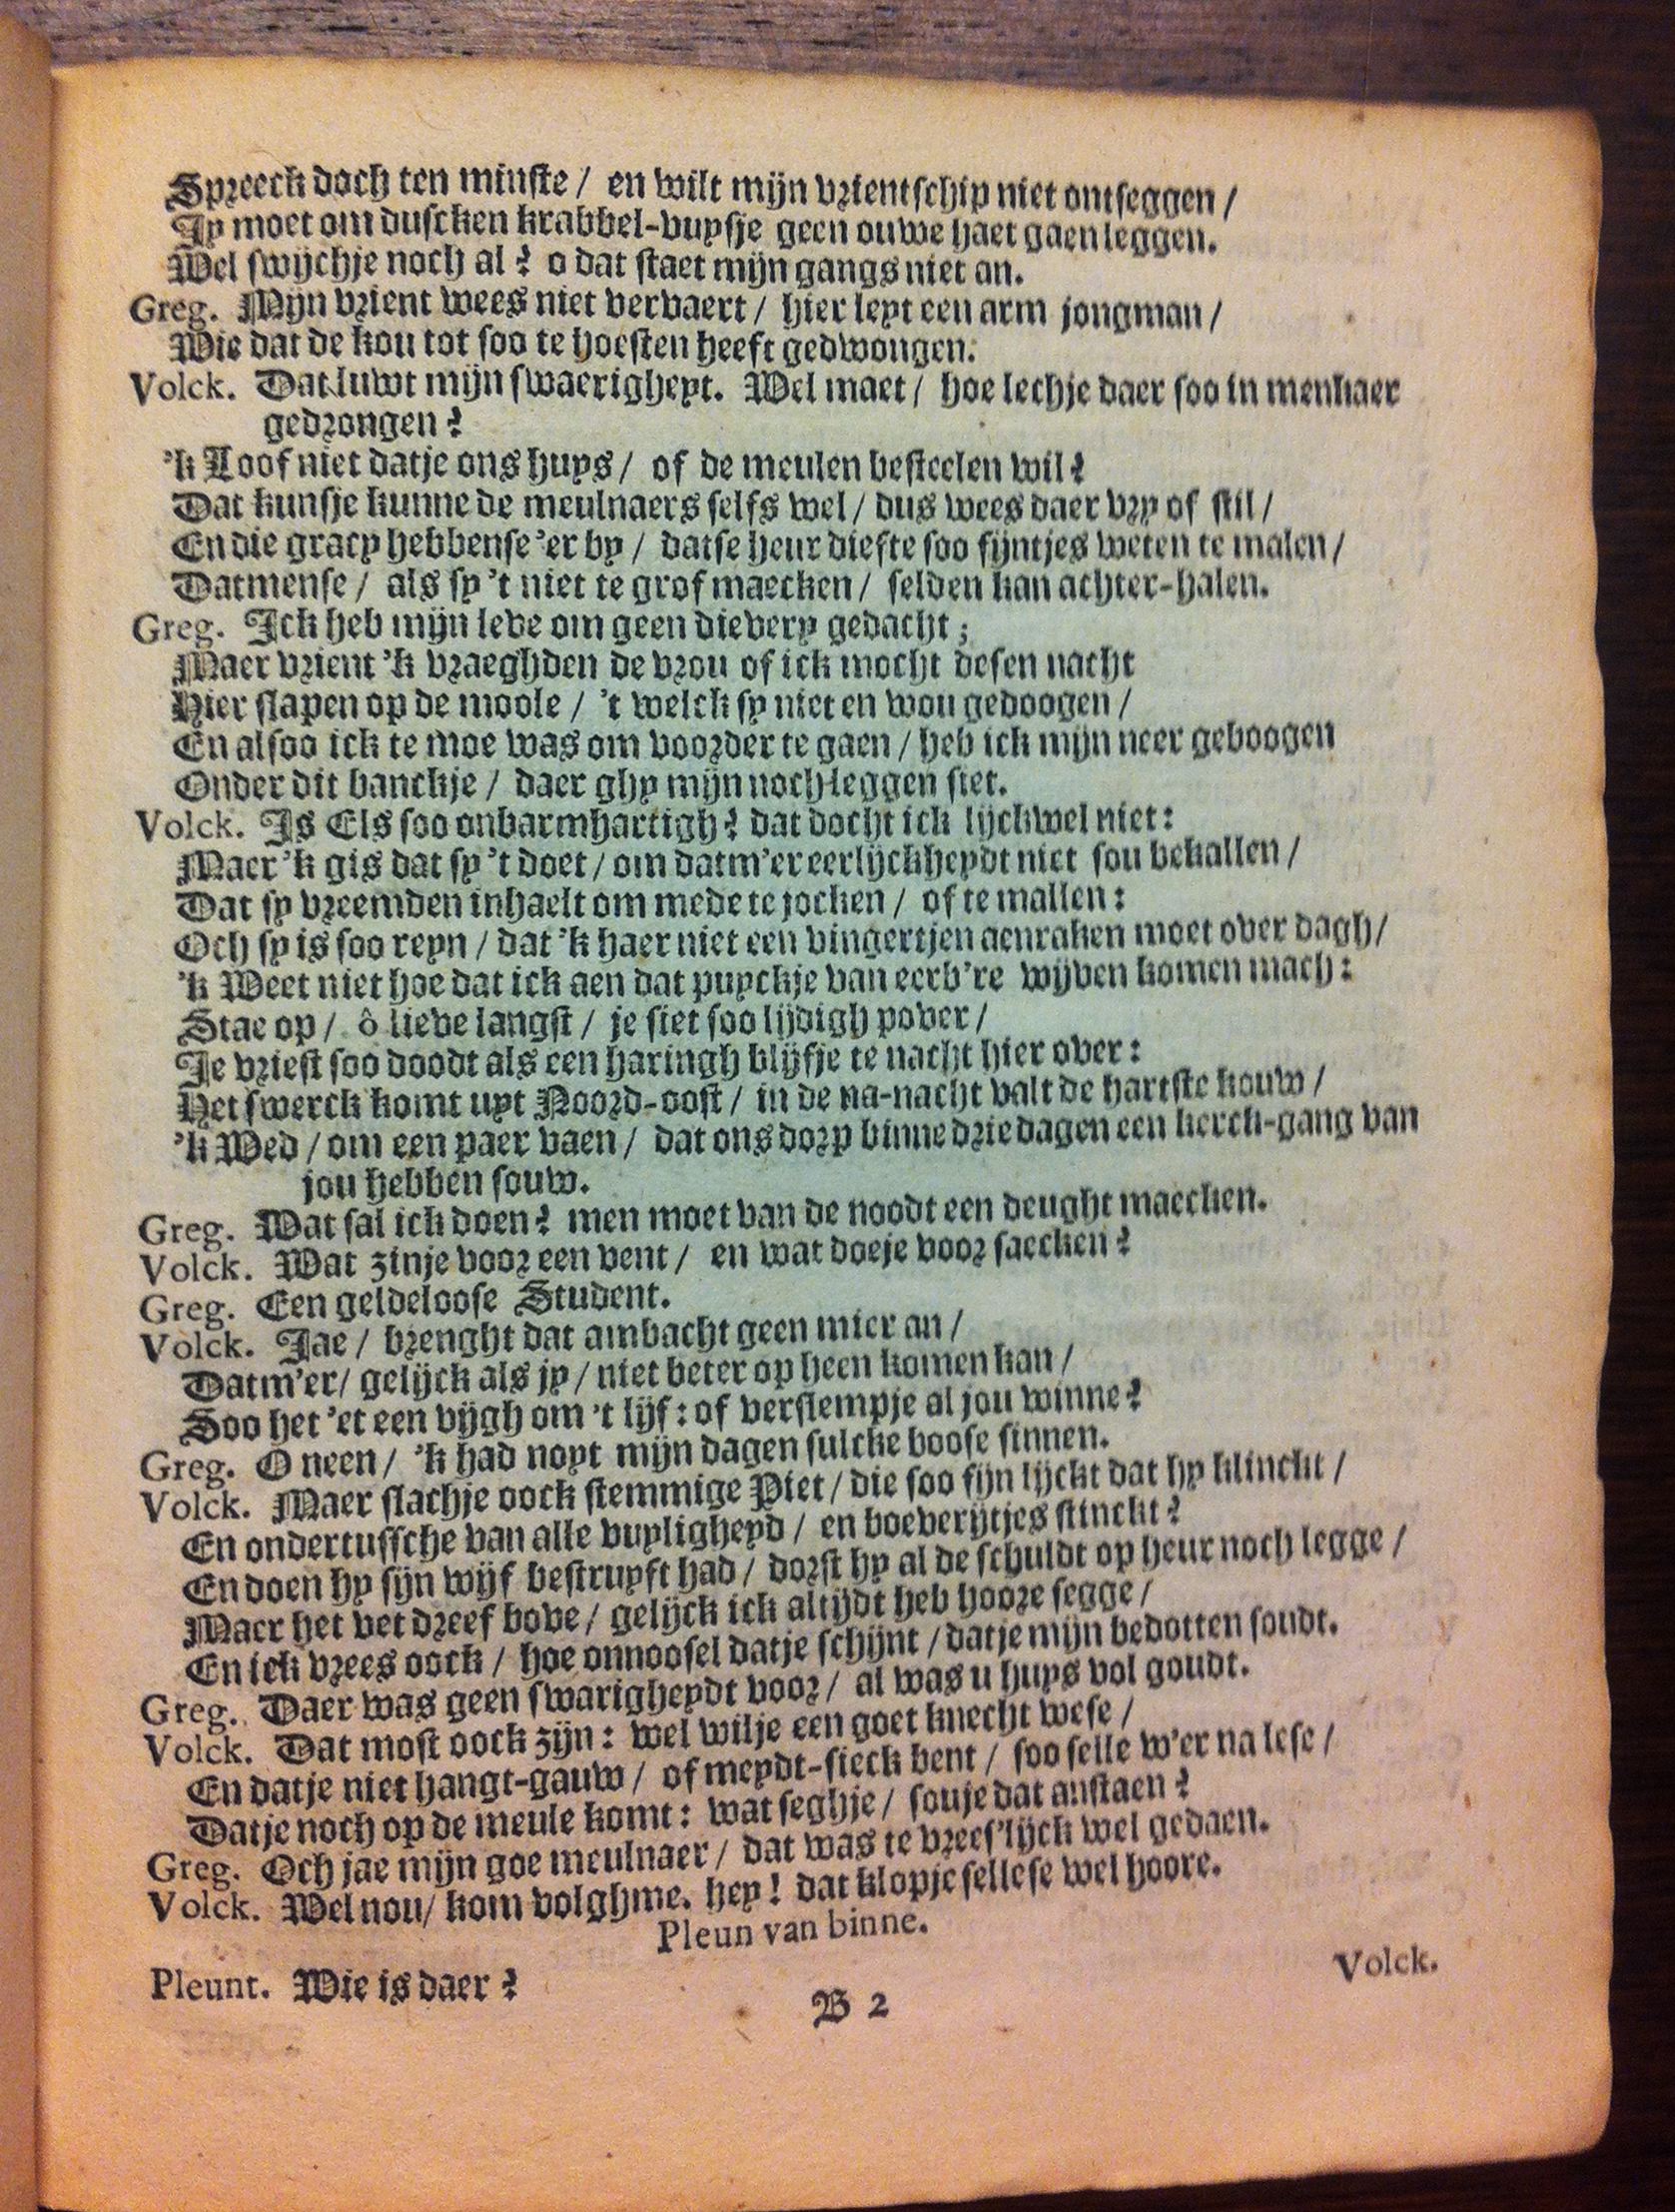 Spreeck doch ten minste / en wilt mijn vrientschip niet ontseggen /
Jy moet om duscken krabbel-vuysje geen ouwe haet gaen leggen.
Wel swijchje noch al? o dat staet mijn gangs niet an.
Greg. Mijn vrient wees niet vervaert / hier leyt een arm jongman /
Die dat de kou tot soo te hoesten heeft gedwongen.
Volck. Dat luwt mijn swaerigheyt. Wel maet / hoe lechje daer soo in menkaer
gedrongen?
'k Loof niet datje ons huys / of de meulen besteelen wil?
Dat kunsje kunne de meulnaers selfs wel / dus wees daer vry of stil /
En die gracy hebbense 'er by / datse heur diefte soo fijntjes weten te malen /
Datmense / als sy 't niet te grof maecken / selden kan achter-halen.
Greg. Ick heb mijn leve om geen dievery gedacht;
Maer vrient 'k vraeghden de vrou of ick mocht desen nacht
Hier slapen op de moole / 't welck sy niet en wou gedoogen /
En alsoo ick te moe was om voorder te gaen / heb ick mijn neer geboogen
Onder dit banckje / daer ghy mijn noch leggen siet.
Volck. Is Els soo onbarmhartigh? dat docht ick lijckwel niet:
Maer 'k gis dat sy 't doet / om datm'er eerlijckheydt niet sou bekallen /
Dat sy vreemden inhaelt om mede te jocken / of te mallen:
Och sy is soo reyn / dat 'k haer niet een vingertjen aenraken moet over dagh /
'k Weet niet hoe dat ick aen dat puyckje van eerb're wijven komen mach:
Stae op / ô lieve langst / je siet soo lijdigh pover /
Je vriest soo doodt als een haringh blijfje te nacht hier over:
Het swerck komt uyt Noord-oost / in de na-nacht valt de hartste kouw /
'k Wed / om een paer vaen / dat ons dorp binne drie dagen een kerck-gang van
jou hebben souw.
Greg. Wat sal ick doen? men moet van de noodt een deught maecken.
Volck. Wat zinje voor een vent / en wat doeje voor saecken?
Greg. Een geldeloose Student.
Volck. Jae / brenght dat ambacht geen mier an /
Datm'er / gelijck als jy / niet beter op heen komen kan /
Soo het 'et een vijgh om 't lijf: of verslempje al jou winne?
Greg. O neen / 'k had noyt mijn dagen sulcke boose sinnen.
Volck. Maer slachje oock stemmige Piet / die soo fijn lijckt dat hy klinckt /
En ondertussche van alle vuyligheyd / en boeverijtjes stinckt?
En doen hy sijn wijf bestruyft had / dorst hy al de schuldt op heur noch legge /
Maer het vet dreef bove / gelijck ick altijdt heb hoore segge /
En ick vrees oock / hoe onnoosel datje schijnt / datje mijn bedotten soudt.
Greg. Daer was geen swarigheydt voor / al was u huys vol goudt.
Volck. Dat most oock zijn: wel wilje een goet knecht wese /
En datje niet hangt-gauw / of meydt-sieck bent / soo selle w'er na lese /
Datje noch op de meule komt: wat seghje / souje dat anstaen?
Greg. Och jae mijn goe meulnaer / dat was te vrees'lijck wel gedaen.
Volck. Wel nou / kom volghme. hey! dat klopje sellese wel hoore.
Pleun van binne.
Pleunt. Wie is daer?
Volck.
B 2